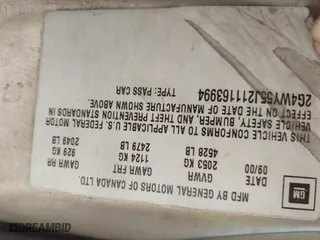 MFD BY GENERAL MOTORS OF CANADA LTD.
DATE GVWR GAWR FRT GAWR RR
09/00 2053 KG 1124 KG 929 KG
4528 LB 2479 LB 2049 LB
THIS VEHICLE CONFORMS TO ALL APPLICABLE U.S. FEDERAL MOTOR
VEHICLE SAFETY, BUMPER, AND THEFT PREVENTION STANDARDS IN
EFFECT ON THE DATE OF MANUFACTURE SHOWN ABOVE.
2G4WY55J211163994 TYPE: PASS CAR
GM
© DREAMBID